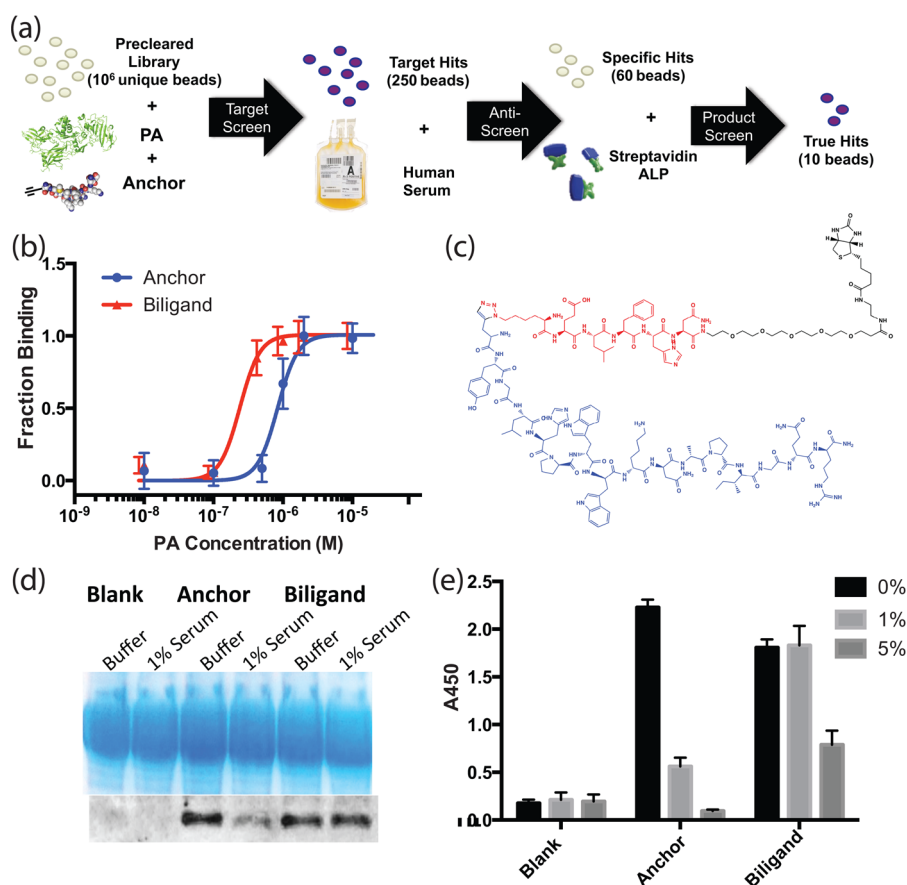 (a)
Precleared
Library
(10⁶ unique beads)
+
PA
+
Anchor
Target
Screen
Target Hits
(250 beads)
+
Human
Serum
A
Anti-
Screen
Specific Hits
(60 beads)
+
Streptavidin
ALP
Product
Screen
True Hits
(10 beads)
(b)
Anchor
Biligand
Fraction Binding
1.5
1.0
0.5
0.0
10⁻⁹ 10⁻⁸ 10⁻⁷ 10⁻⁶ 10⁻⁵
PA Concentration (M)
(c)
(d)
Blank Anchor Biligand
Buffer 1% Serum Buffer 1% Serum Buffer 1% Serum
(e)
0%
1%
5%
A450
2.5
2.0
1.5
1.0
0.5
0.0
Blank Anchor Biligand